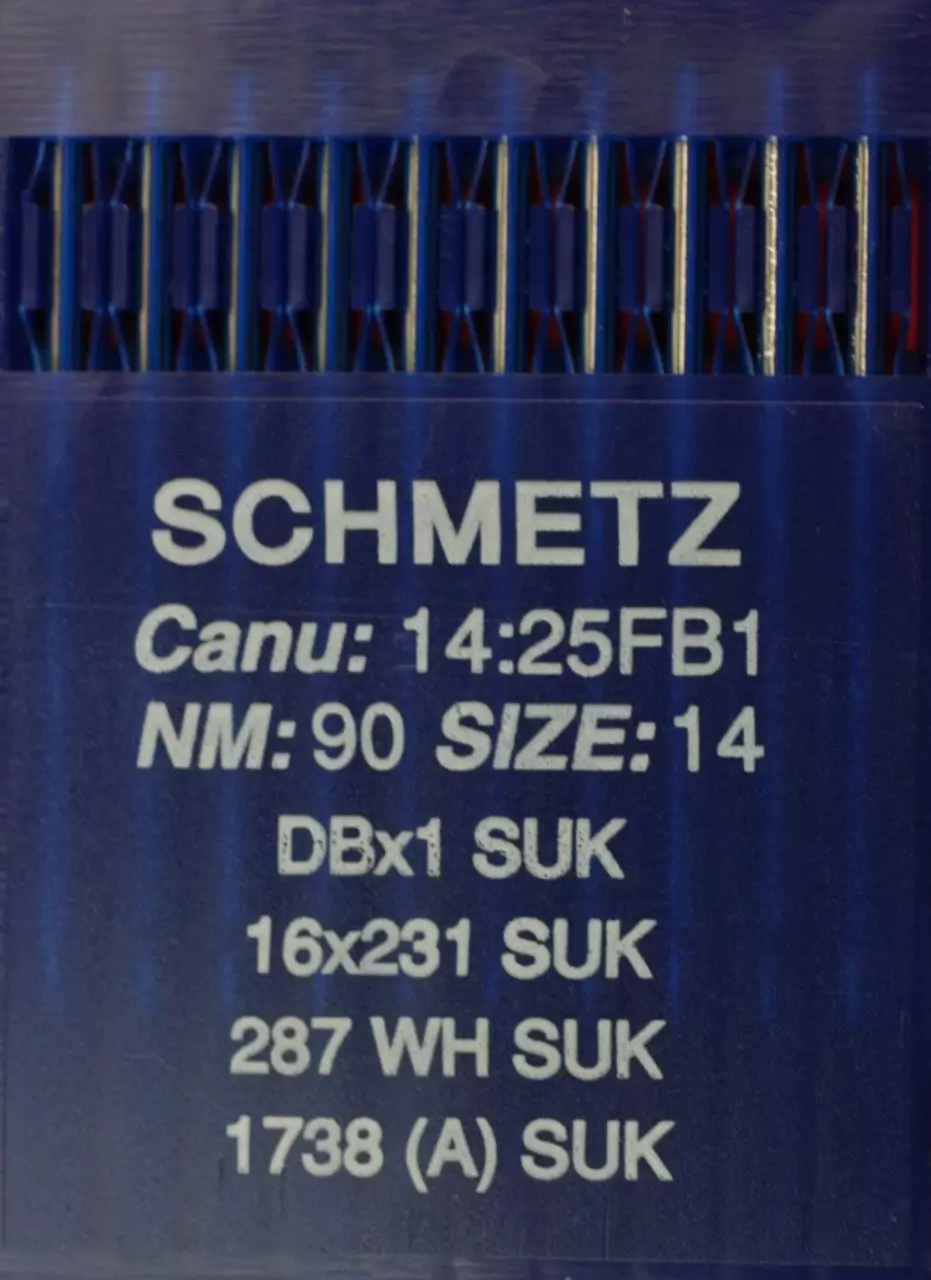 SCHMETZ
Canu: 14:25FB1
NM: 90 SIZE: 14
DBx1 SUK
16x231 SUK
287 WH SUK
1738 (A) SUK